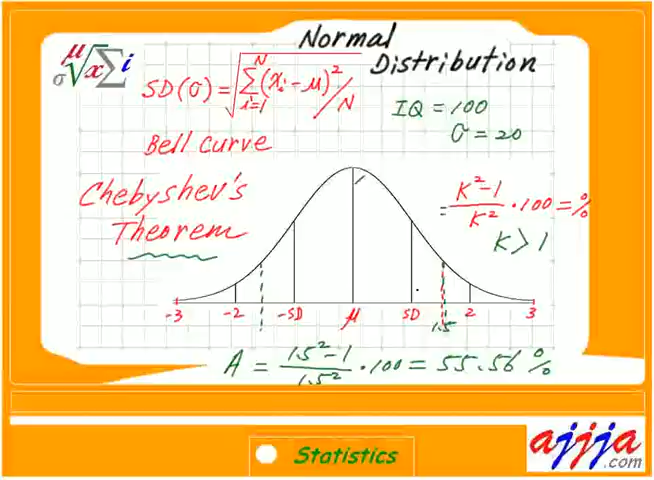 Normal
Distribution
μ
σ √x Σ i
SD(σ) = √ N Σ i=1 (xi - μ)² / N
IQ = 100
σ = 20
Bell Curve
Chebyshev's
Theorem
= K²-1 / K² · 100 = %
K > 1
-3 -2 -SD μ SD 2 3
1.5
A = 1.5² - 1 / 1.5² · 100 = 55.56 %
Statistics
ajjja
.com